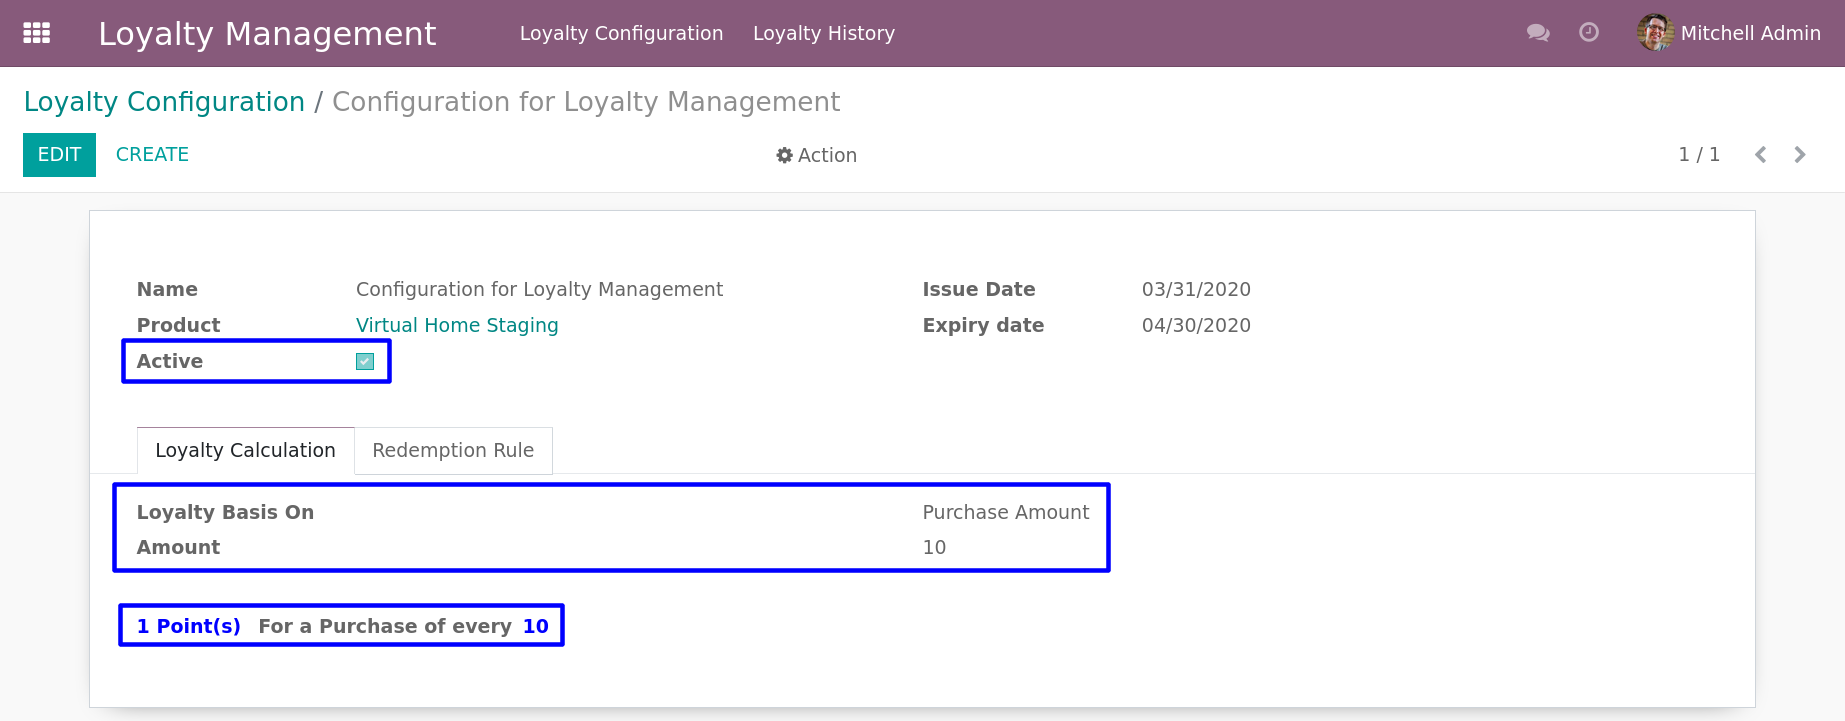 Loyalty Management Loyalty Configuration Loyalty History Mitchell Admin
Loyalty Configuration / Configuration for Loyalty Management
EDIT CREATE Action 1 / 1
Name Configuration for Loyalty Management Issue Date 03/31/2020
Product Virtual Home Staging Expiry date 04/30/2020
Active
Loyalty Calculation Redemption Rule
Loyalty Basis On Purchase Amount
Amount 10
1 Point(s) For a Purchase of every 10